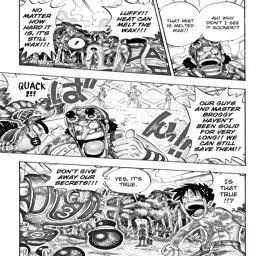 AH! WHY
DIDN'T I SEE
IT SOONER!?
THAT MIST
IS MELTED
WAX!!
LUFFY!!
HEAT CAN
MELT THE
WAX!!!
NO
MATTER
HOW
HARD IT
IS, IT'S
STILL
WAX!!!
OUR GUYS
AND MASTER
BROGGY
HAVEN'T
BEEN SOLID
FOR VERY
LONG!! WE
CAN STILL
SAVE THEM!!
QUACK
!!!
IS
THAT
TRUE
!!?
YES, IT'S
TRUE.
DON'T GIVE
AWAY OUR
SECRETS!!!